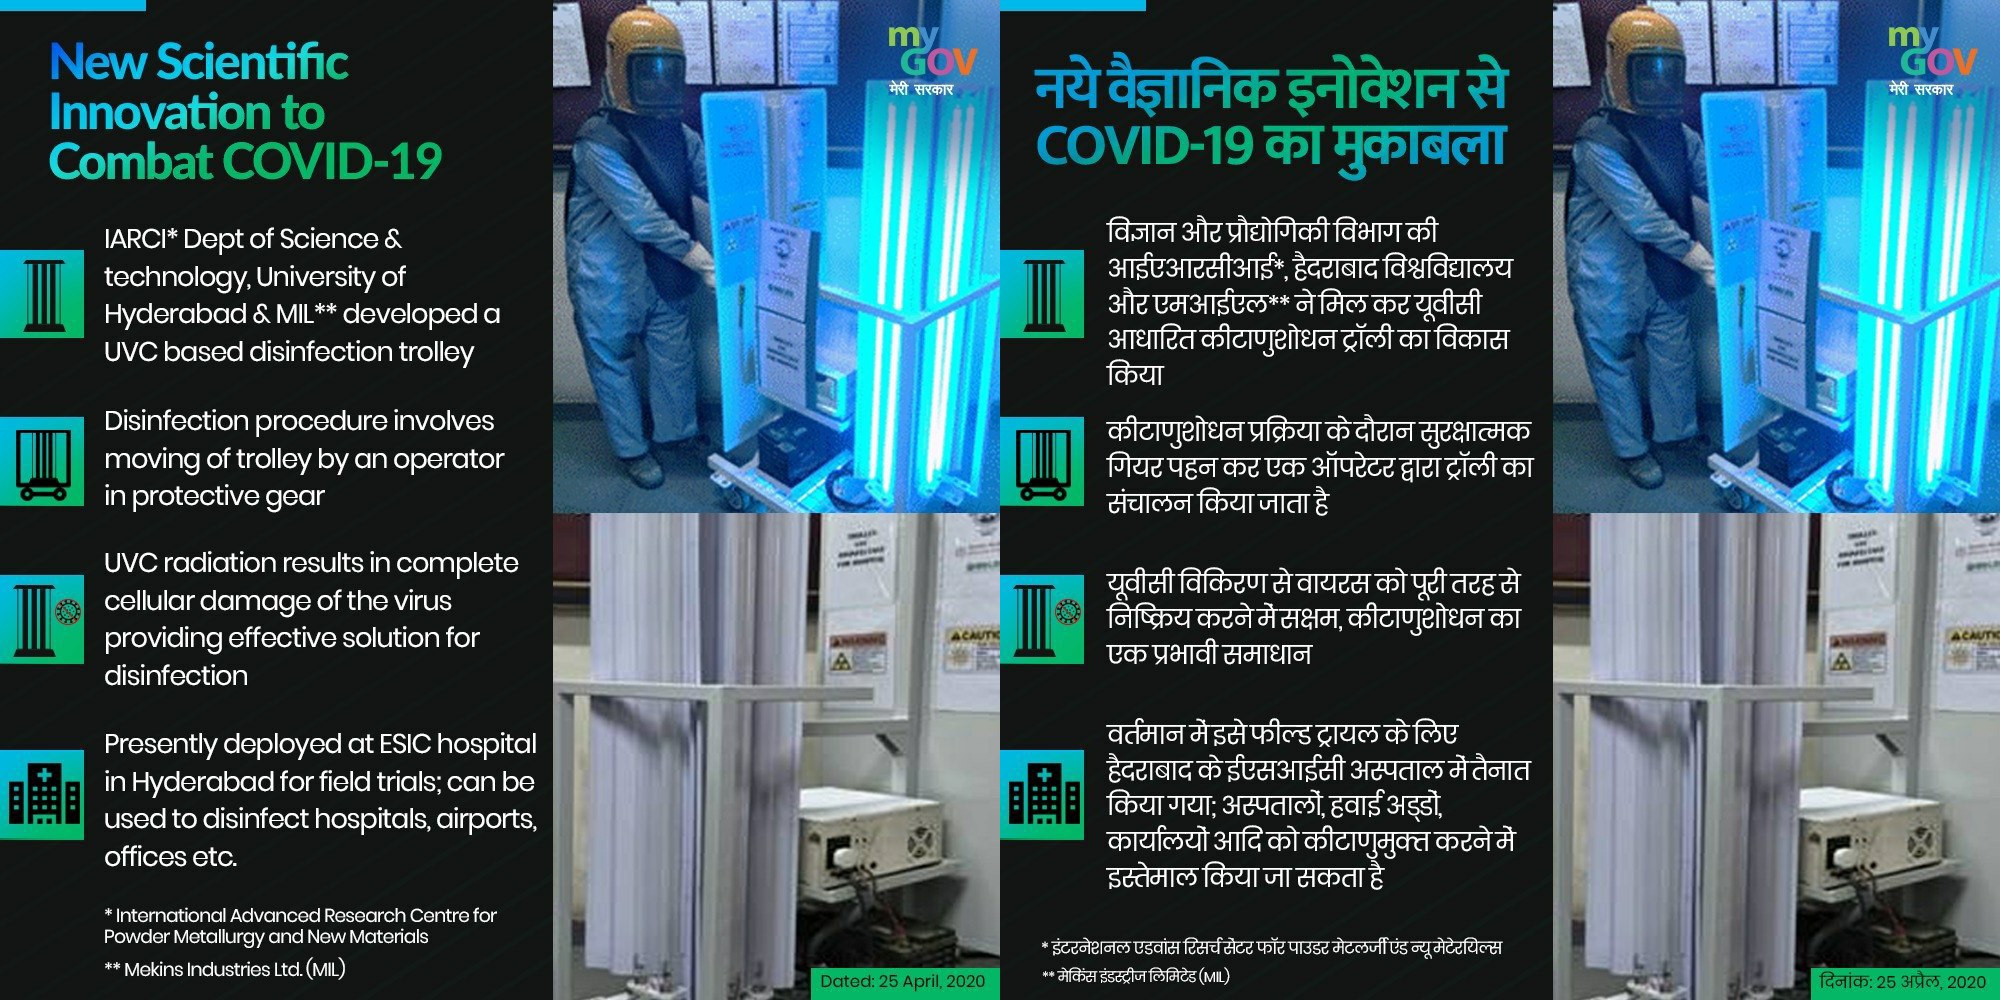 New Scientific
Innovation to
Combat COVID-19
IARCI* Dept of Science &
technology, University of
Hyderabad & MIL** developed a
UVC based disinfection trolley
Disinfection procedure involves
moving of trolley by an operator
in protective gear
UVC radiation results in complete
cellular damage of the virus
providing effective solution for
disinfection
Presently deployed at ESIC hospital
in Hyderabad for field trials; can be
used to disinfect hospitals, airports,
offices etc.
* International Advanced Research Centre for
Powder Metallurgy and New Materials
** Mekins Industries Ltd. (MIL)
my
GOV
मेरी सरकार
WARNING
CAUTIO
Dated: 25 April, 2020
नये वैज्ञानिक इनोवेशन से
COVID-19 का मुकाबला
विज्ञान और प्रौद्योगिकी विभाग की
आईएआरसीआई*, हैदराबाद विश्वविद्यालय
और एमआईएल** ने मिल कर यूवीसी
आधारित कीटाणुशोधन ट्रॉली का विकास
किया
कीटाणुशोधन प्रक्रिया के दौरान सुरक्षात्मक
गियर पहन कर एक ऑपरेटर द्वारा ट्रॉली का
संचालन किया जाता है
यूवीसी विकिरण से वायरस को पूरी तरह से
निष्क्रिय करने में सक्षम, कीटाणुशोधन का
एक प्रभावी समाधान
वर्तमान में इसे फील्ड ट्रायल के लिए
हैदराबाद के ईएसआईसी अस्पताल में तैनात
किया गया; अस्पतालों, हवाई अड्डों,
कार्यालयों आदि को कीटाणुमुक्त करने में
इस्तेमाल किया जा सकता है
* इंटरनेशनल एडवांस रिसर्च सेंटर फॉर पाउडर मेटलर्जी एंड न्यू मेटेरियिल्स
** मेकिंस इंडस्ट्रीज लिमिटेड (MIL)
my
GOV
मेरी सरकार
WARNING
CAUTIO
दिनांक: 25 अप्रैल, 2020